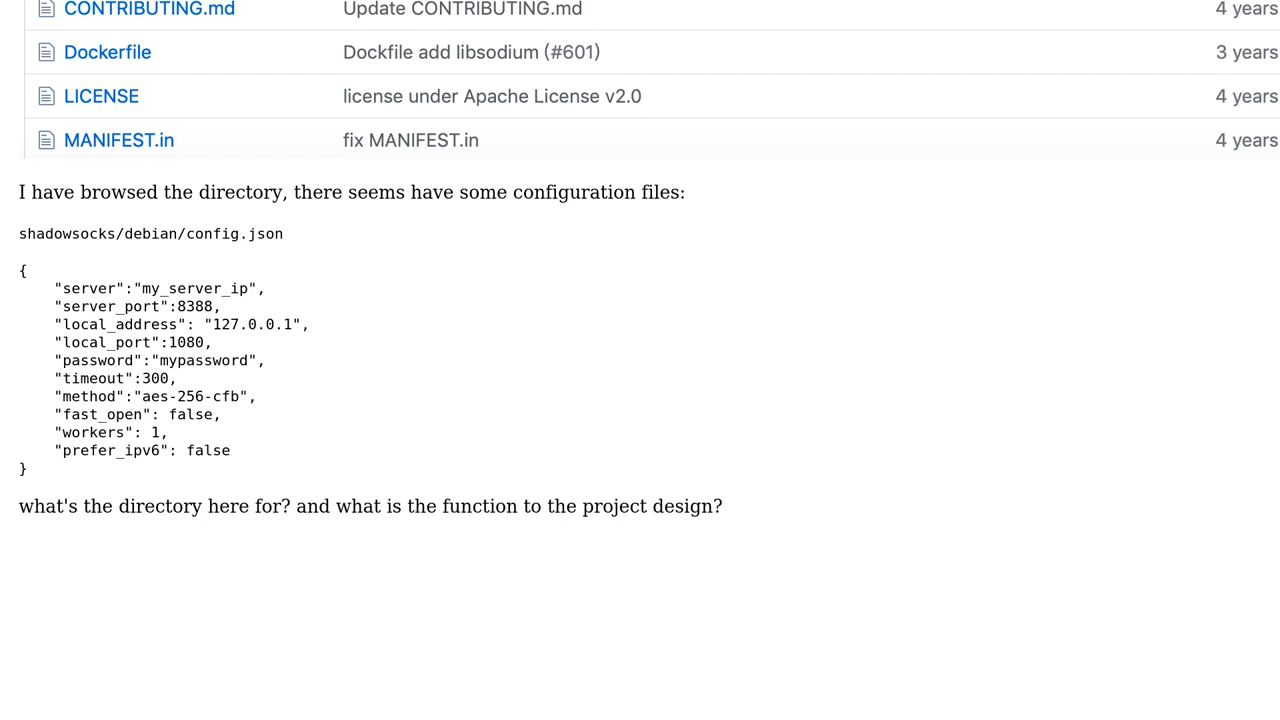 CONTRIBUTING.md Update CONTRIBUTING.md 4 years
Dockerfile Dockfile add libsodium (#601) 3 years
LICENSE license under Apache License v2.0 4 years
MANIFEST.in fix MANIFEST.in 4 years
I have browsed the directory, there seems have some configuration files:
shadowsocks/debian/config.json
{
    "server":"my_server_ip",
    "server_port":8388,
    "local_address": "127.0.0.1",
    "local_port":1080,
    "password":"mypassword",
    "timeout":300,
    "method":"aes-256-cfb",
    "fast_open": false,
    "workers": 1,
    "prefer_ipv6": false
}
what's the directory here for? and what is the function to the project design?